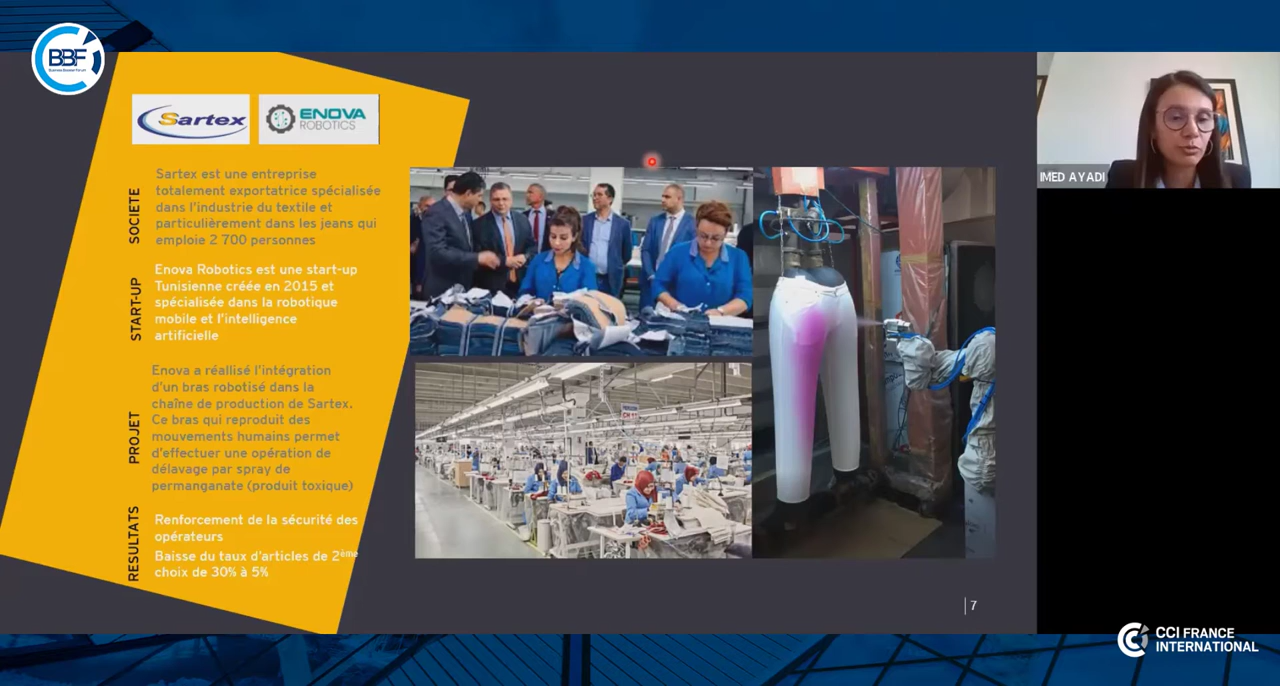 BBF
Sartex
ENOVA
ROBOTICS
SOCIETE
Sartex est une entreprise
totalement exportatrice spécialisée
dans l'industrie du textile et
particulièrement dans les jeans qui
emploie 2 700 personnes
START-UP
Enova Robotics est une start-up
Tunisienne créée en 2015 et
spécialisée dans la robotique
mobile et l'intelligence
artificielle
PROJET
Enova a réallisé l'intégration
d'un bras robotisé dans la
chaîne de production de Sartex.
Ce bras qui reproduit des
mouvements humains permet
d'effectuer une opération de
délavage par spray de
permanganate (produit toxique)
RESULTATS
Renforcement de la sécurité des
opérateurs
Baisse du taux d'articles de 2ème
choix de 30% à 5%
7
IMED AYADI
CCI FRANCE
INTERNATIONAL